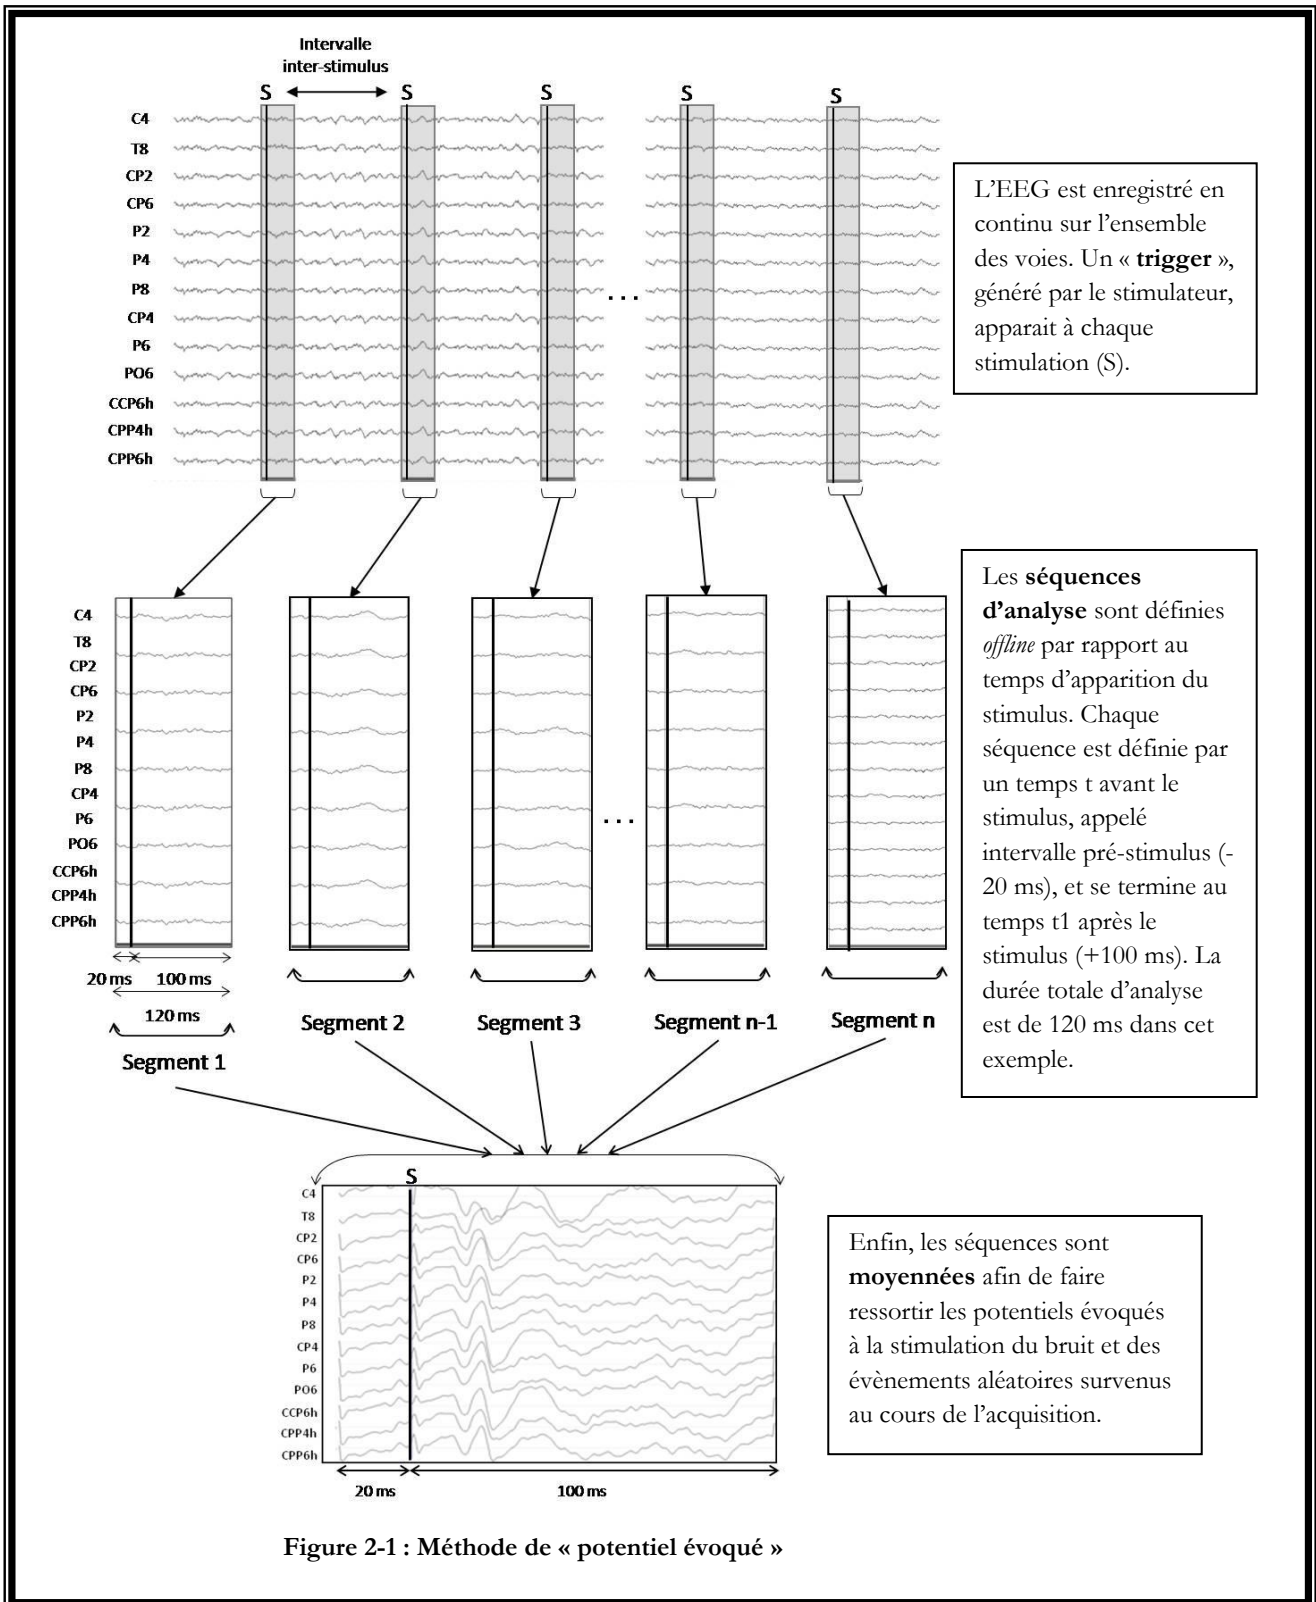 Intervalle
inter-stimulus
S S S S S
C4
T8
CP2
CP6
P2
P4
P8
CP4
P6
PO6
CCP6h
CPP4h
CPP6h
...
L’EEG est enregistré en
continu sur l’ensemble
des voies. Un « trigger »,
généré par le stimulateur,
apparait à chaque
stimulation (S).
C4
T8
CP2
CP6
P2
P4
P8
CP4
P6
PO6
CCP6h
CPP4h
CPP6h
...
20 ms 100 ms
120 ms
Segment 1
Segment 2
Segment 3
Segment n-1
Segment n
Les séquences
d’analyse sont définies
offline par rapport au
temps d’apparition du
stimulus. Chaque
séquence est définie par
un temps t avant le
stimulus, appelé
intervalle pré-stimulus (-
20 ms), et se termine au
temps t1 après le
stimulus (+100 ms). La
durée totale d’analyse
est de 120 ms dans cet
exemple.
S
C4
T8
CP2
CP6
P2
P4
P8
CP4
P6
PO6
CCP6h
CPP4h
CPP6h
20 ms 100 ms
Enfin, les séquences sont
moyennées afin de faire
ressortir les potentiels évoqués
à la stimulation du bruit et des
évènements aléatoires survenus
au cours de l’acquisition.
Figure 2-1 : Méthode de « potentiel évoqué »